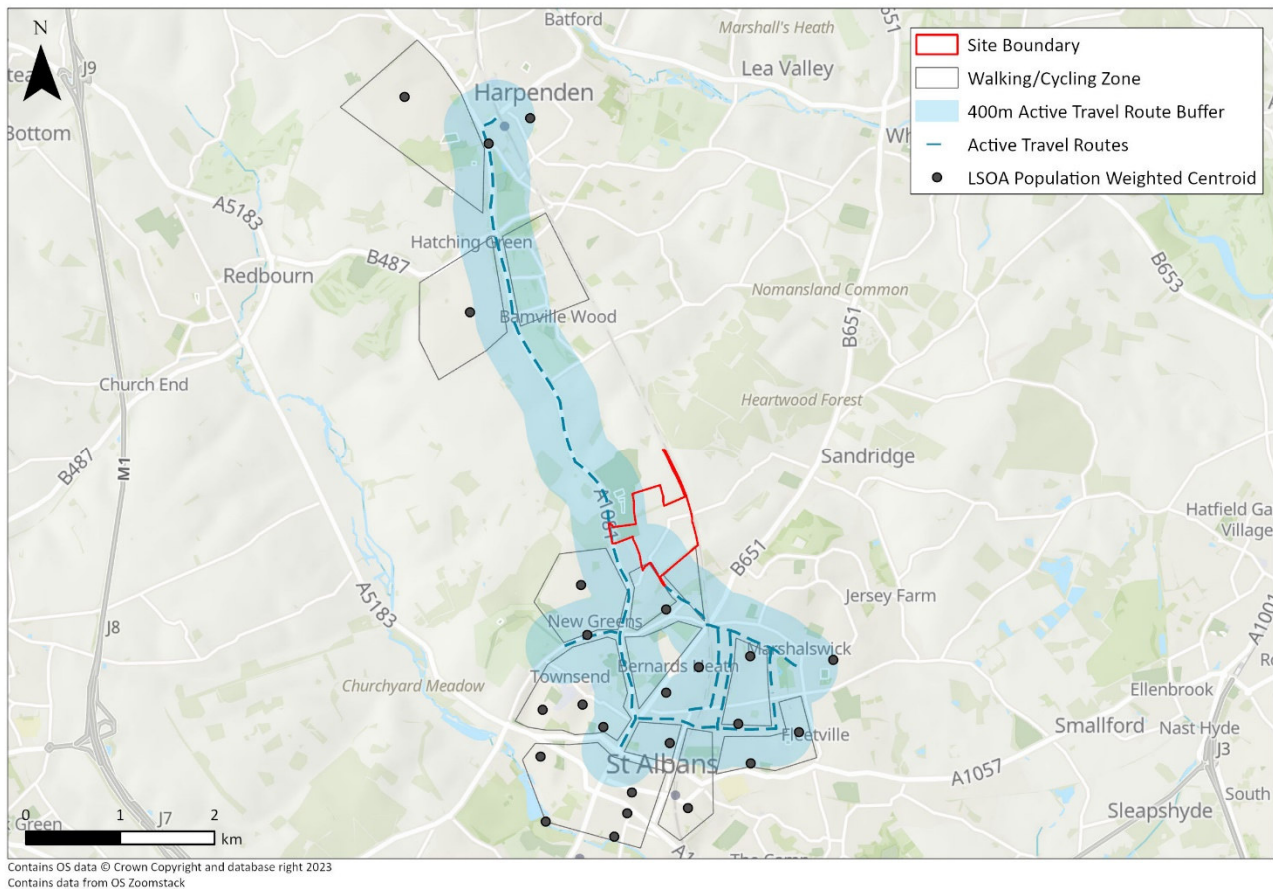 N
J9
Bottom
Batford
Marshall's Heath
B651
Lea Valley
Harpenden
Site Boundary
Walking/Cycling Zone
400m Active Travel Route Buffer
Active Travel Routes
LSOA Population Weighted Centroid
A5183
Hatching Green
Redbourn
B487
B653
Nomansland Common
Bamville Wood
B651
Church End
Heartwood Forest
B487
M1
Sandridge
A1081
Hatfield Ga
Village
B651
A5183
Jersey Farm
A1001
J8
New Greens
Marshalswick
Bernards Heath
Townsend
Churchyard Meadow
Ellenbrook
Smallford
Nast Hyde
Fleetville
J3
St Albans
A1057
South
Sleapshyde
0 1 2
km
J7
Green
The Camp
Contains OS data © Crown Copyright and database right 2023
Contains data from OS Zoomstack